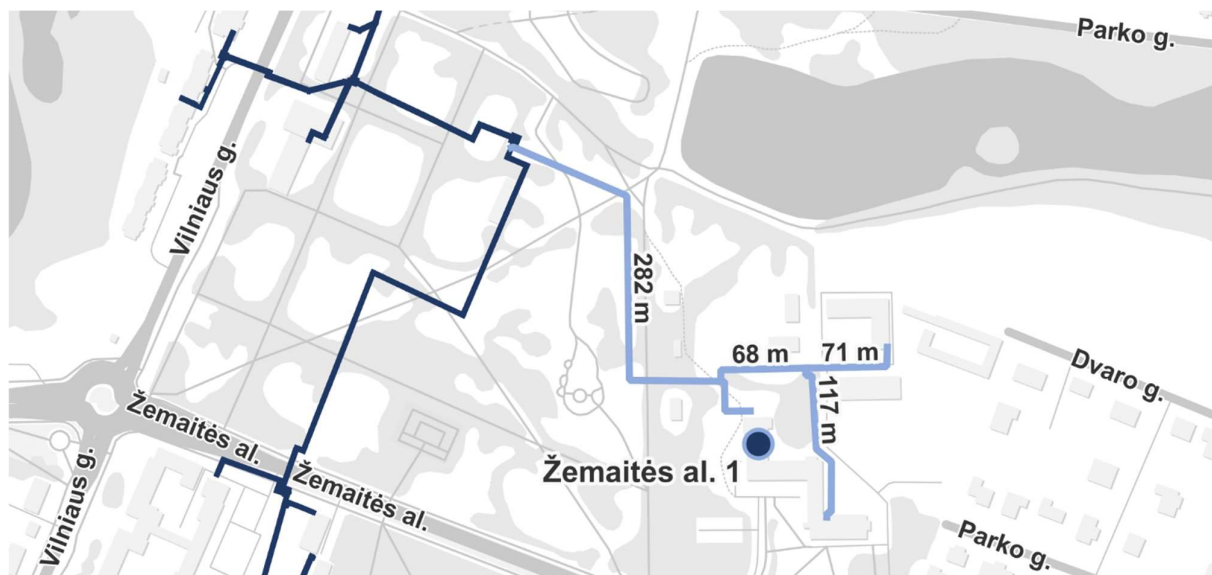 Parko g.
Vilniaus g.
282 m
68 m
71 m
117 m
Dvaro g.
Žemaitės al.
Žemaitės al. 1
Žemaitės al.
Vilniaus g.
Parko g.